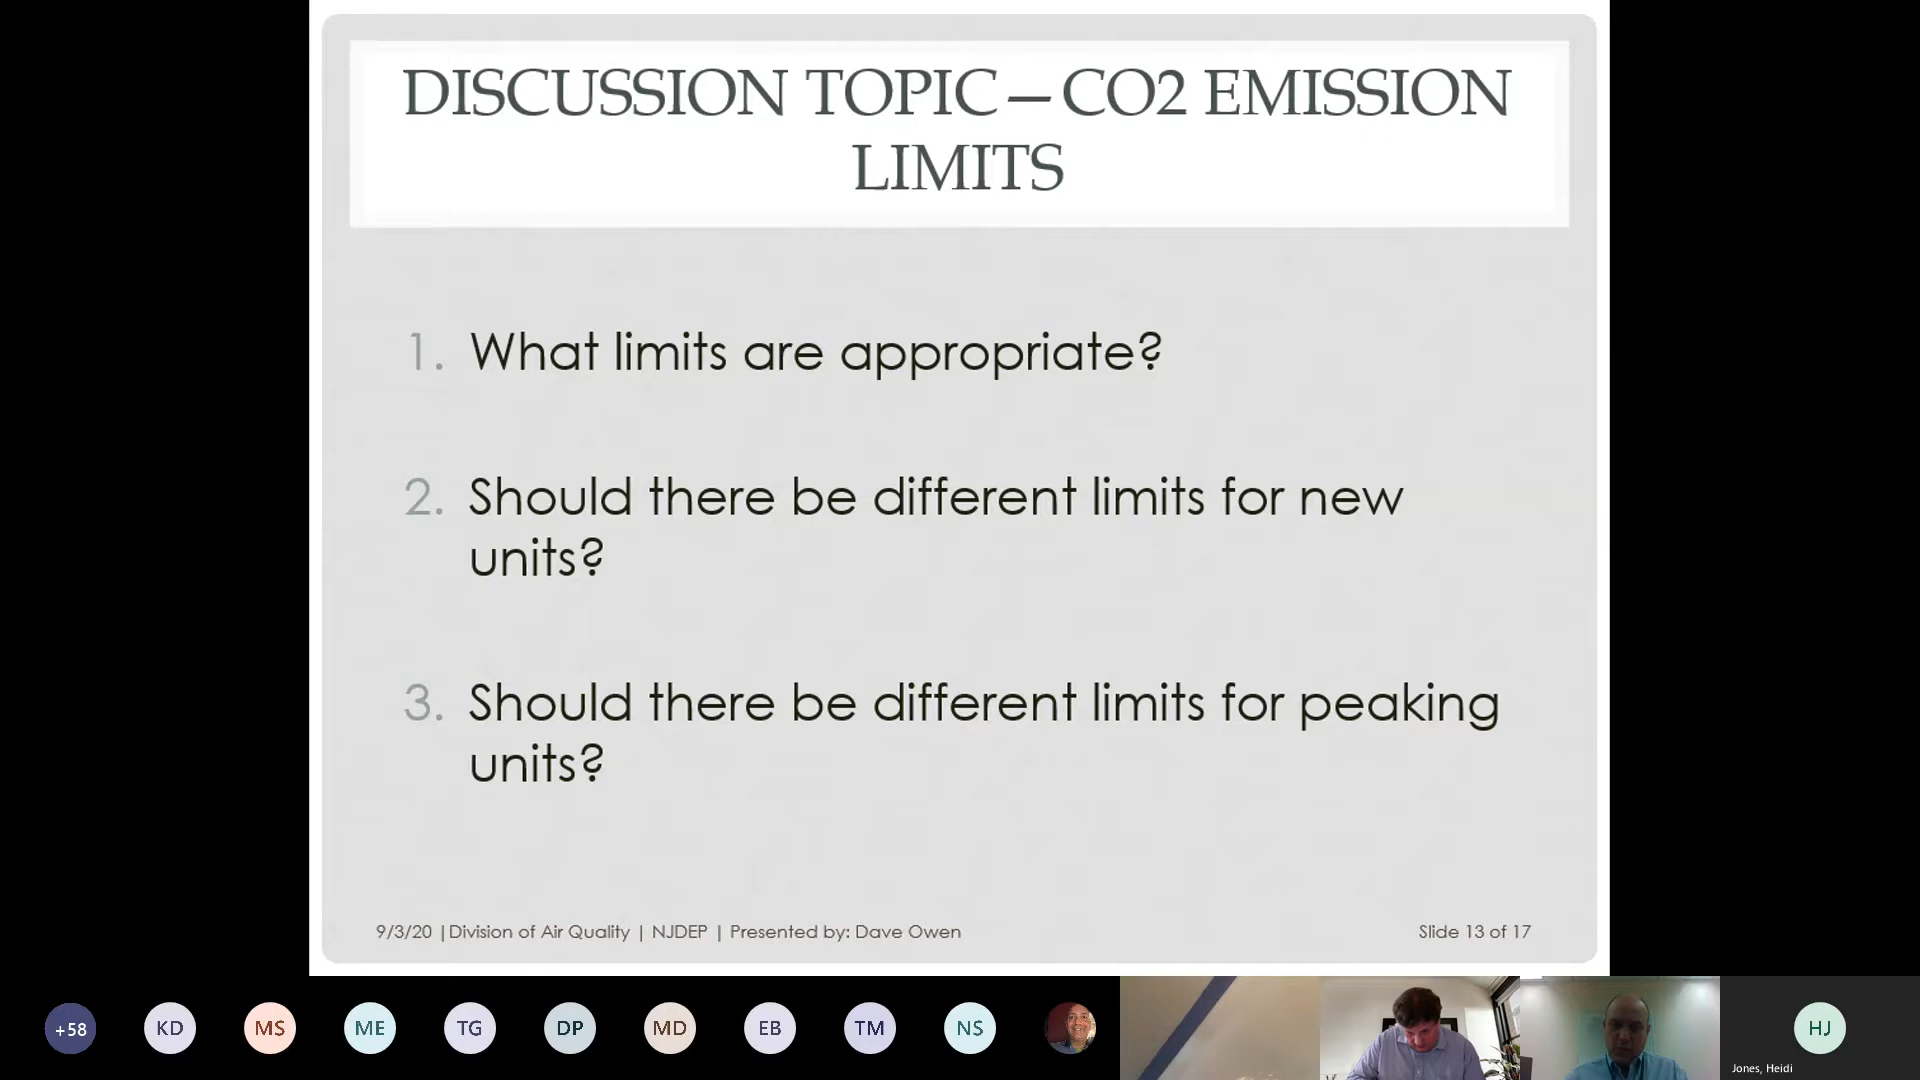 DISCUSSION TOPIC—CO2 EMISSION
LIMITS
1. What limits are appropriate?
2. Should there be different limits for new
units?
3. Should there be different limits for peaking
units?
9/3/20 |Division of Air Quality | NJDEP | Presented by: Dave Owen
Slide 13 of 17
+58
KD
MS
ME
TG
DP
MD
EB
TM
NS
HJ
Jones, Heidi